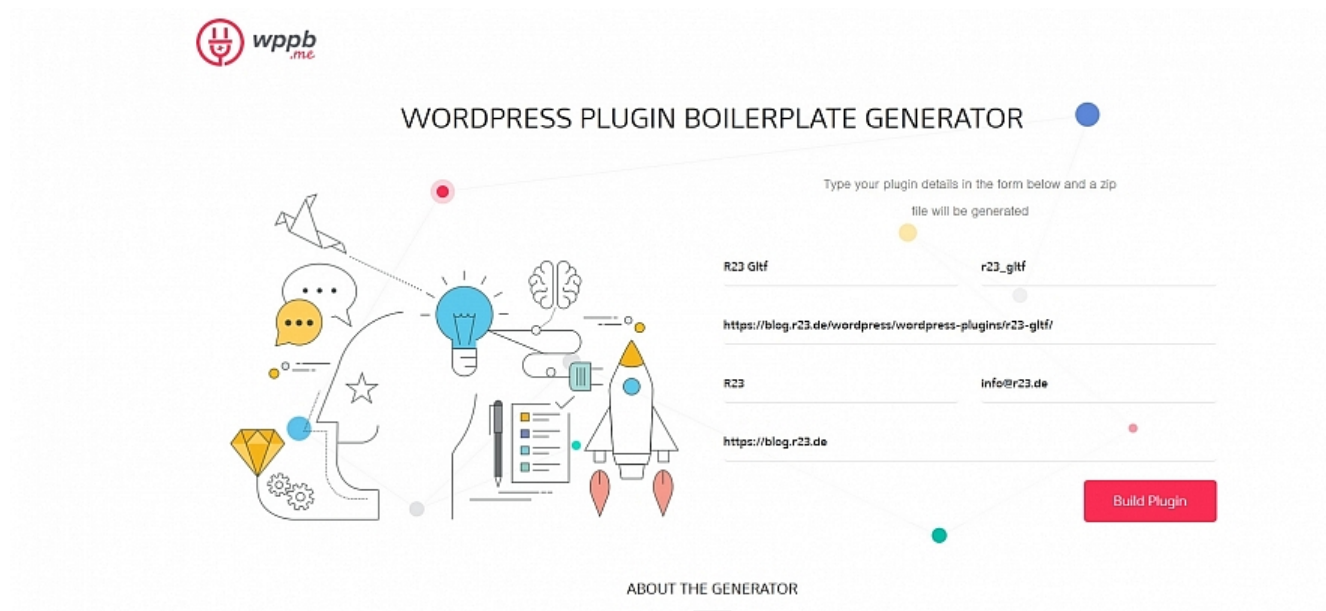 wppb
.me
WORDPRESS PLUGIN BOILERPLATE GENERATOR
Type your plugin details in the form below and a zip
file will be generated
R23 Gltf
r23_gltf
https://blog.r23.de/wordpress/wordpress-plugins/r23-gltf/
R23
info@r23.de
https://blog.r23.de
Build Plugin
ABOUT THE GENERATOR